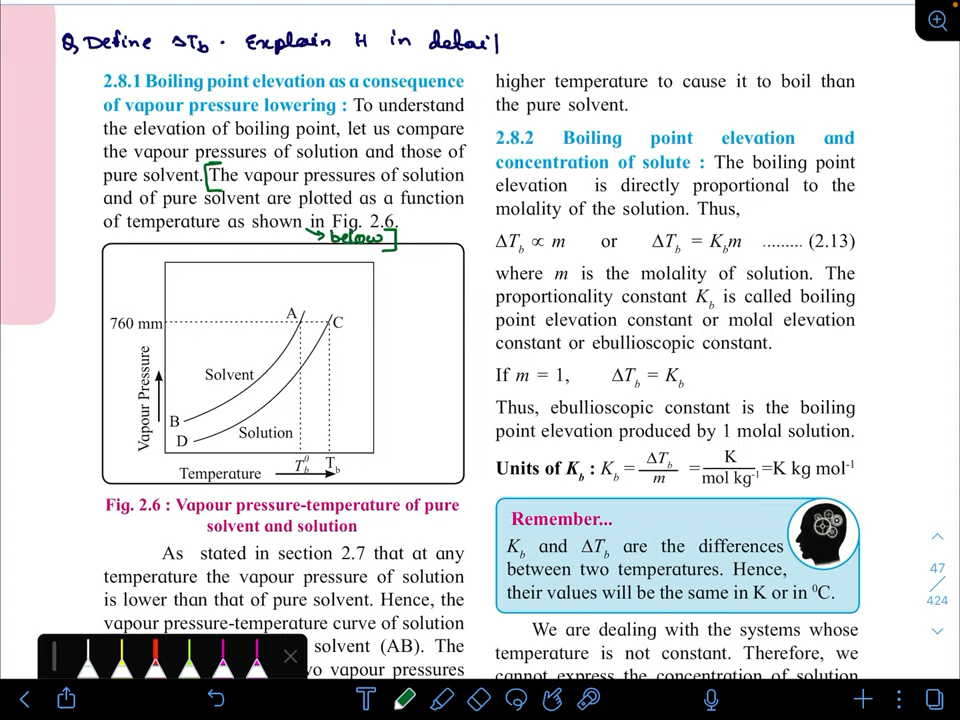 Q, Define ΔTb. Explain it in detail
2.8.1 Boiling point elevation as a consequence
of vapour pressure lowering : To understand
the elevation of boiling point, let us compare
the vapour pressures of solution and those of
pure solvent. [The vapour pressures of solution
and of pure solvent are plotted as a function
of temperature as shown in Fig. 2.6.
→ below]
760 mm
A
C
Solvent
Vapour Pressure
B
D
Solution
T⁰b
Tb
Temperature
Fig. 2.6 : Vapour pressure-temperature of pure
solvent and solution
As stated in section 2.7 that at any
temperature the vapour pressure of solution
is lower than that of pure solvent. Hence, the
vapour pressure-temperature curve of solution
solvent (AB). The
vo vapour pressures
higher temperature to cause it to boil than
the pure solvent.
2.8.2 Boiling point elevation and
concentration of solute : The boiling point
elevation is directly proportional to the
molality of the solution. Thus,
ΔTb ∝ m or ΔTb = Kbm ......... (2.13)
where m is the molality of solution. The
proportionality constant Kb is called boiling
point elevation constant or molal elevation
constant or ebullioscopic constant.
If m = 1, ΔTb = Kb
Thus, ebullioscopic constant is the boiling
point elevation produced by 1 molal solution.
Units of Kb : Kb = ΔTb/m = K/mol kg⁻¹ =K kg mol⁻¹
Remember...
Kb and ΔTb are the differences
between two temperatures. Hence,
their values will be the same in K or in ⁰C.
We are dealing with the systems whose
temperature is not constant. Therefore, we
cannot express the concentration of solution
47
424